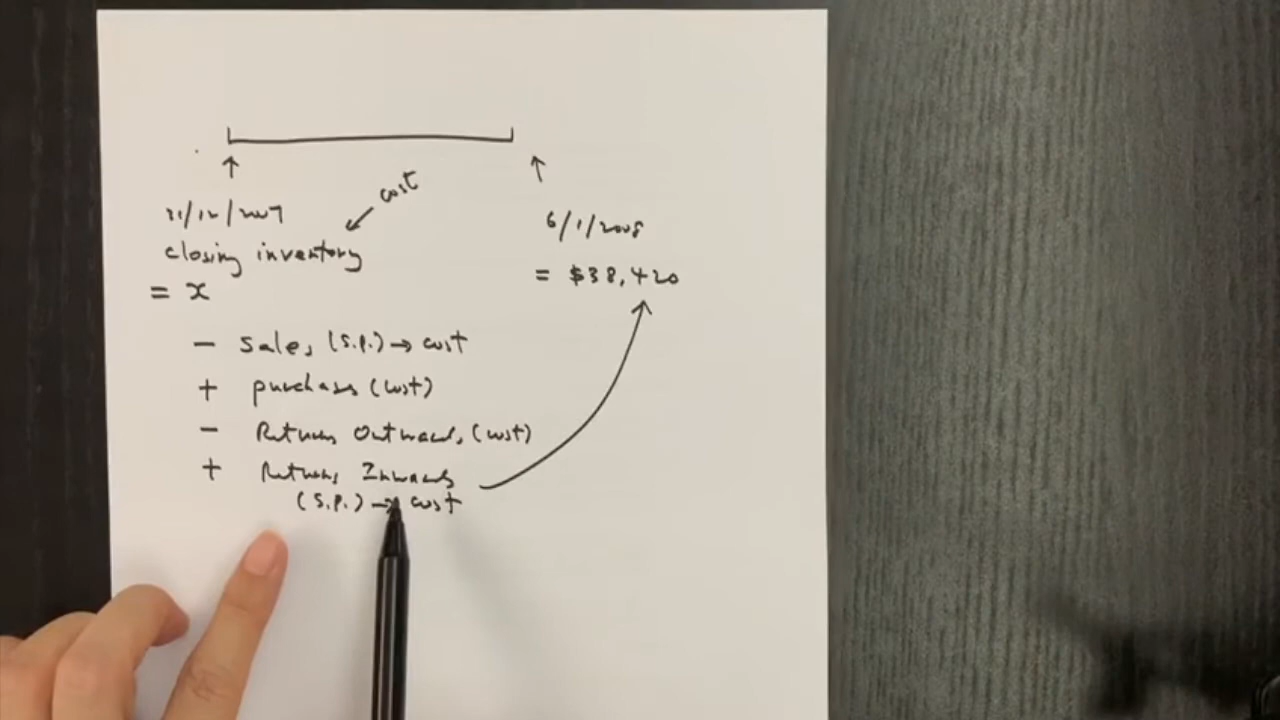 cost
31/12/2007
closing inventory
= x
6/1/2008
= $38,420
- Sales (S.P.) → cost
+ purchases (cost)
- Returns Outwards (cost)
+ Returns Inwards
(S.P.) → cost